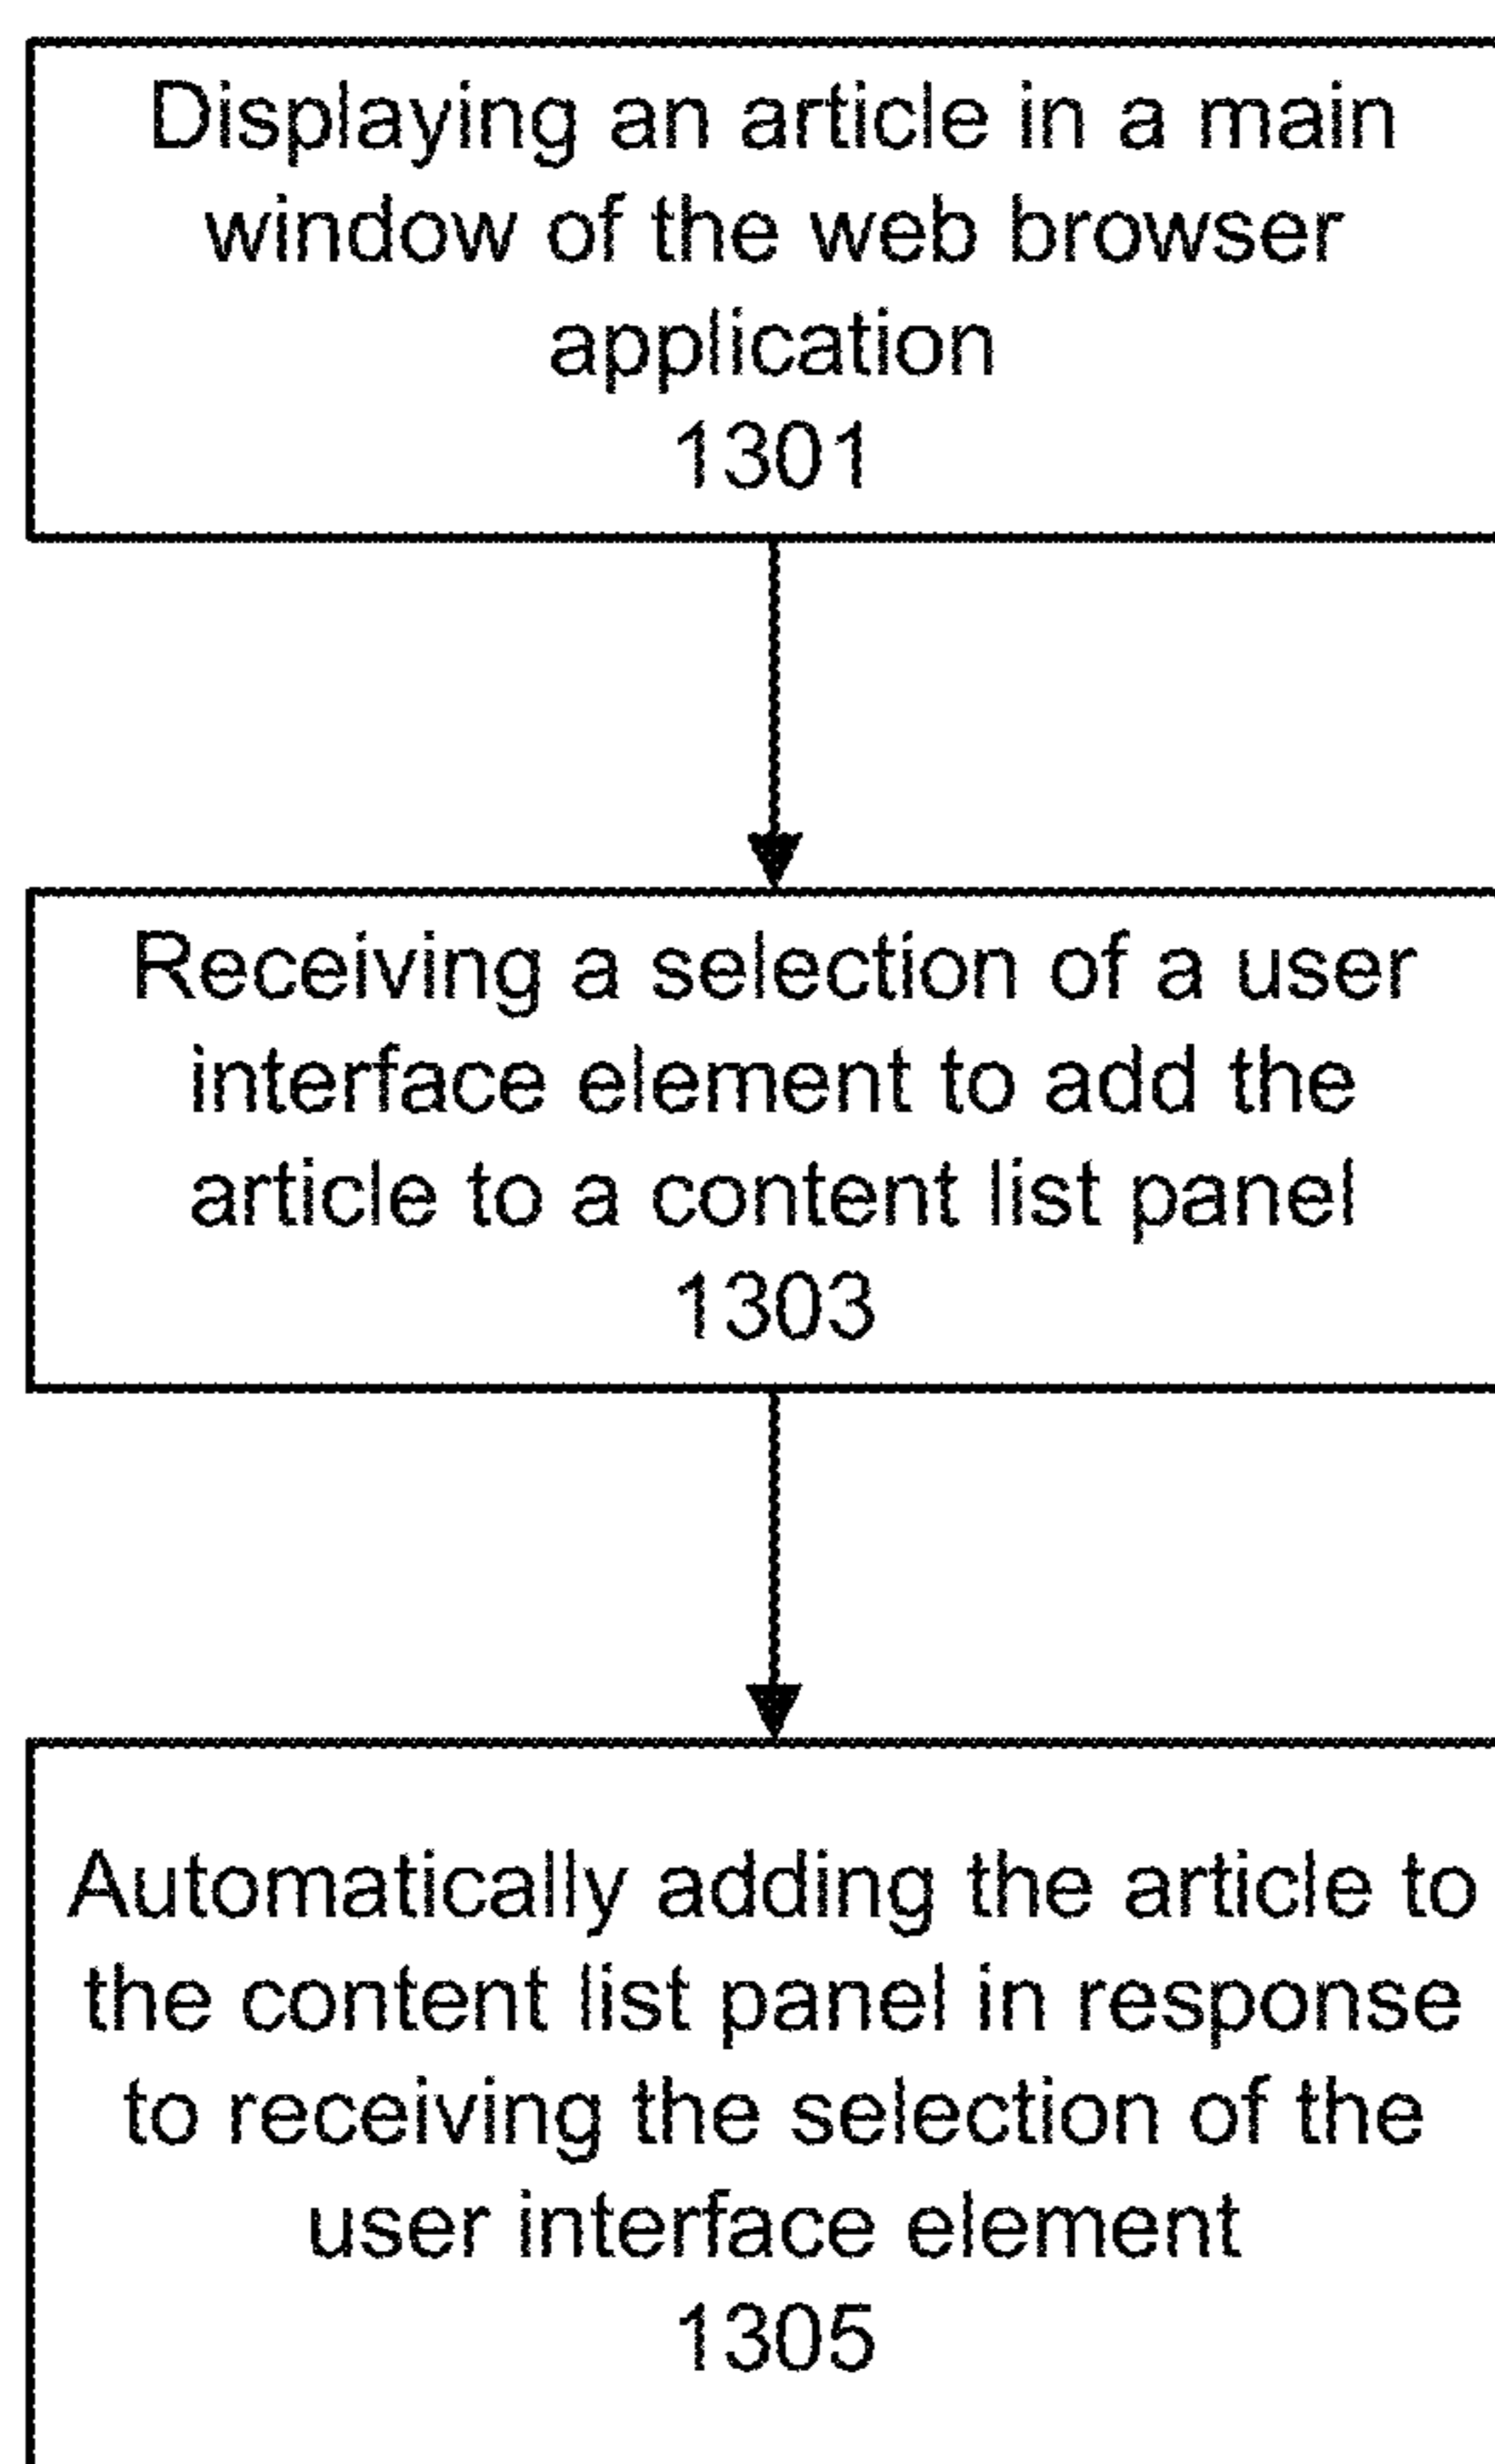 Displaying an article in a main
window of the web browser
application
1301
Receiving a selection of a user
interface element to add the
article to a content list panel
1303
Automatically adding the article to
the content list panel in response
to receiving the selection of the
user interface element
1305